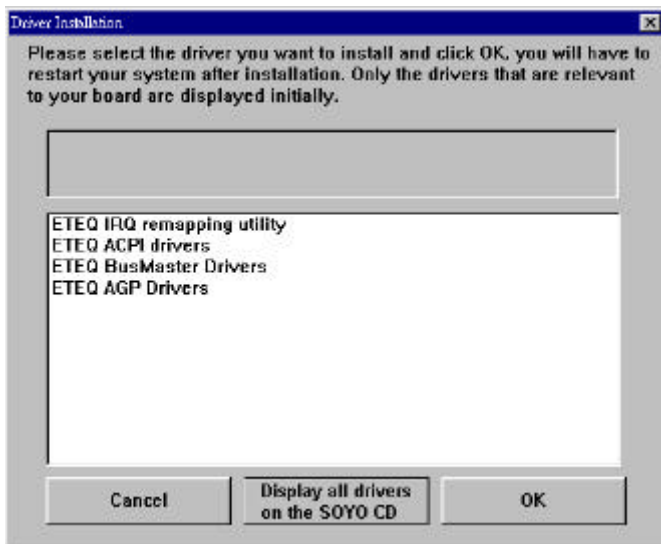 Driver Installation
Please select the driver you want to install and click OK, you will have to
restart your system after installation. Only the drivers that are relevant
to your board are displayed initially.
ETEQ IRQ remapping utility
ETEQ ACPI drivers
ETEQ BusMaster Drivers
ETEQ AGP Drivers
Cancel
Display all drivers
on the SOYO CD
OK